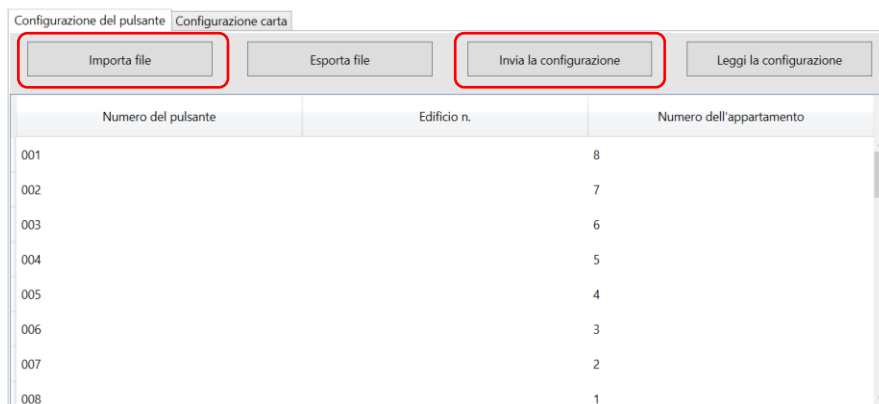 Configurazione del pulsante Configurazione carta
Importa file Esporta file Invia la configurazione Leggi la configurazione
Numero del pulsante Edificio n. Numero dell'appartamento
001 8
002 7
003 6
004 5
005 4
006 3
007 2
008 1